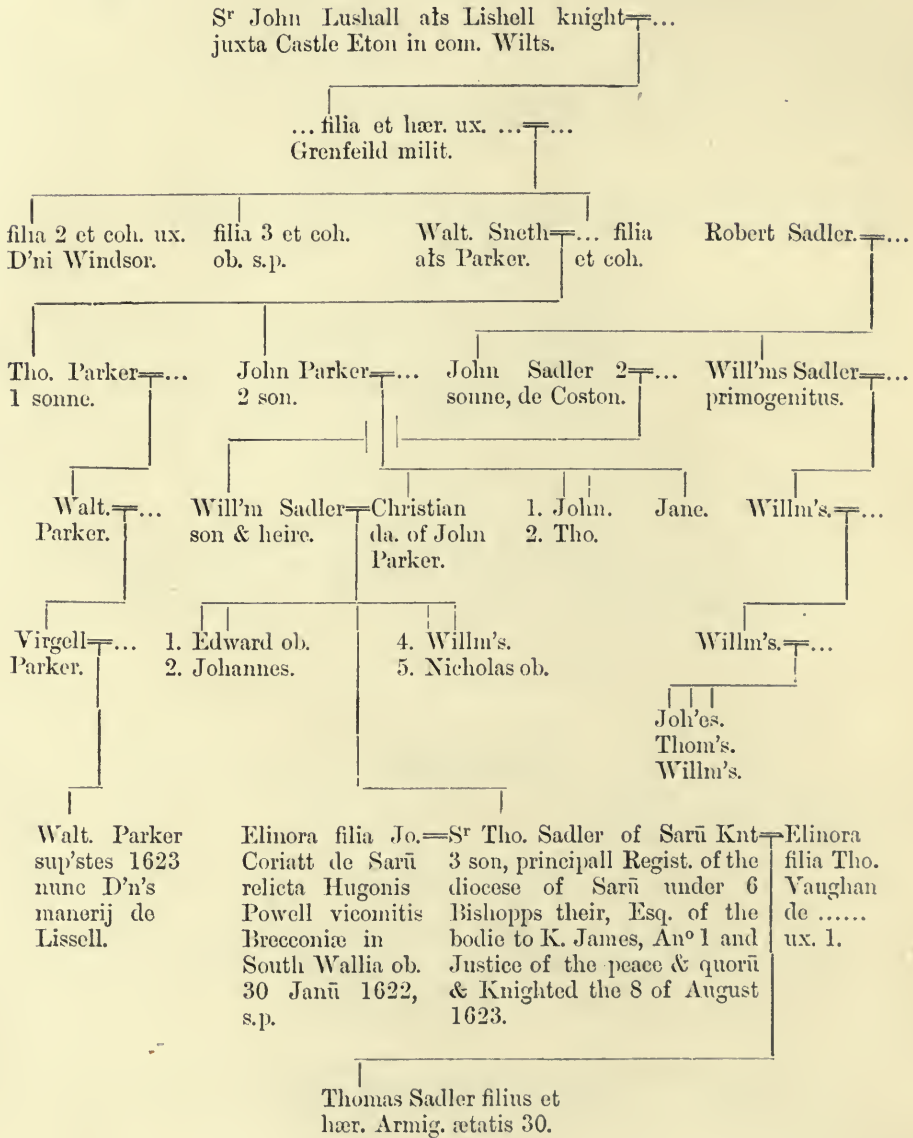 Sʳ John Lushall ałs Lishell knight=...
juxta Castle Eton in com. Wilts.
... filia et hær. ux. ...=...
Grenfeild milit.
filia 2 et coh. ux.
D'ni Windsor.
filia 3 et coh.
ob. s.p.
Walt. Sneth=... filia
ałs Parker. et coh.
Robert Sadler.=...
Tho. Parker=...
1 sonne.
John Parker=...
2 son.
John Sadler 2=...
sonne, de Coston.
Will'ms Sadler=...
primogenitus.
Walt.=...
Parker.
Will'm Sadler=Christian
son & heire. da. of John
Parker.
1. John.
2. Tho.
Jane.
Willm's.=...
Virgell=...
Parker.
1. Edward ob.
2. Johannes.
4. Willm's.
5. Nicholas ob.
Willm's.=...
Joh'es.
Thom's.
Willm's.
Walt. Parker
sup'stes 1623
nunc D'n's
manerij de
Lissell.
Elinora filia Jo.=
Coriatt de Sarū
relicta Hugonis
Powell vicomitis
Brecconiæ in
South Wallia ob.
30 Janū 1622,
s.p.
Sʳ Tho. Sadler of Sarū Knt=
3 son, principall Regist. of the
diocese of Sarū under 6
Bishopps their, Esq. of the
bodie to K. James, Anº 1 and
Justice of the peace & quorū
& Knighted the 8 of August
1623.
Elinora
filia Tho.
Vaughan
de ......
ux. 1.
Thomas Sadler filius et
hær. Armig. ætatis 30.